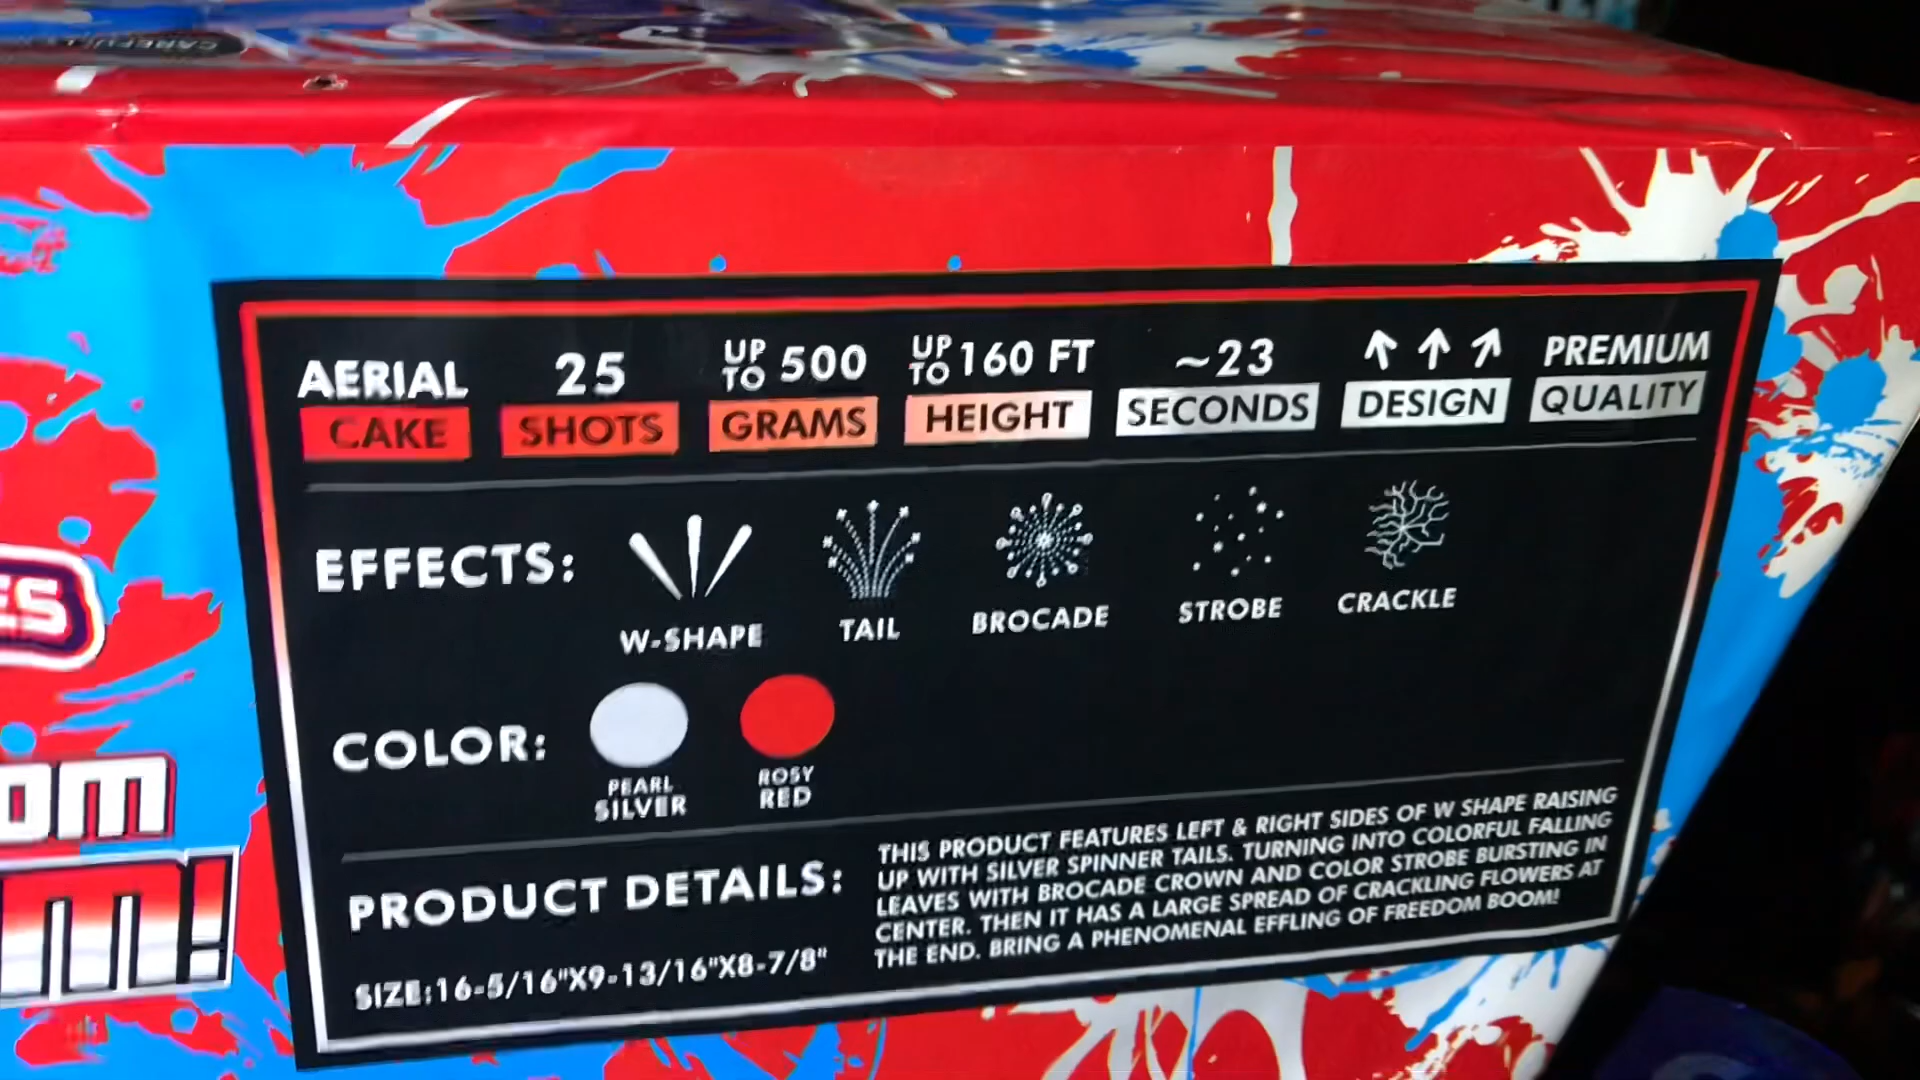 AERIAL
CAKE
25
SHOTS
UP TO 500
GRAMS
UP TO 160 FT
HEIGHT
~23
SECONDS
↑ ↑ ↑
DESIGN
PREMIUM
QUALITY
EFFECTS:
W-SHAPE
TAIL
BROCADE
STROBE
CRACKLE
COLOR:
PEARL
SILVER
ROSY
RED
PRODUCT DETAILS:
SIZE:16-5/16"X9-13/16"X8-7/8"
THIS PRODUCT FEATURES LEFT & RIGHT SIDES OF W SHAPE RAISING
UP WITH SILVER SPINNER TAILS. TURNING INTO COLORFUL FALLING
LEAVES WITH BROCADE CROWN AND COLOR STROBE BURSTING IN
CENTER. THEN IT HAS A LARGE SPREAD OF CRACKLING FLOWERS AT
THE END. BRING A PHENOMENAL EFFLING OF FREEDOM BOOM!